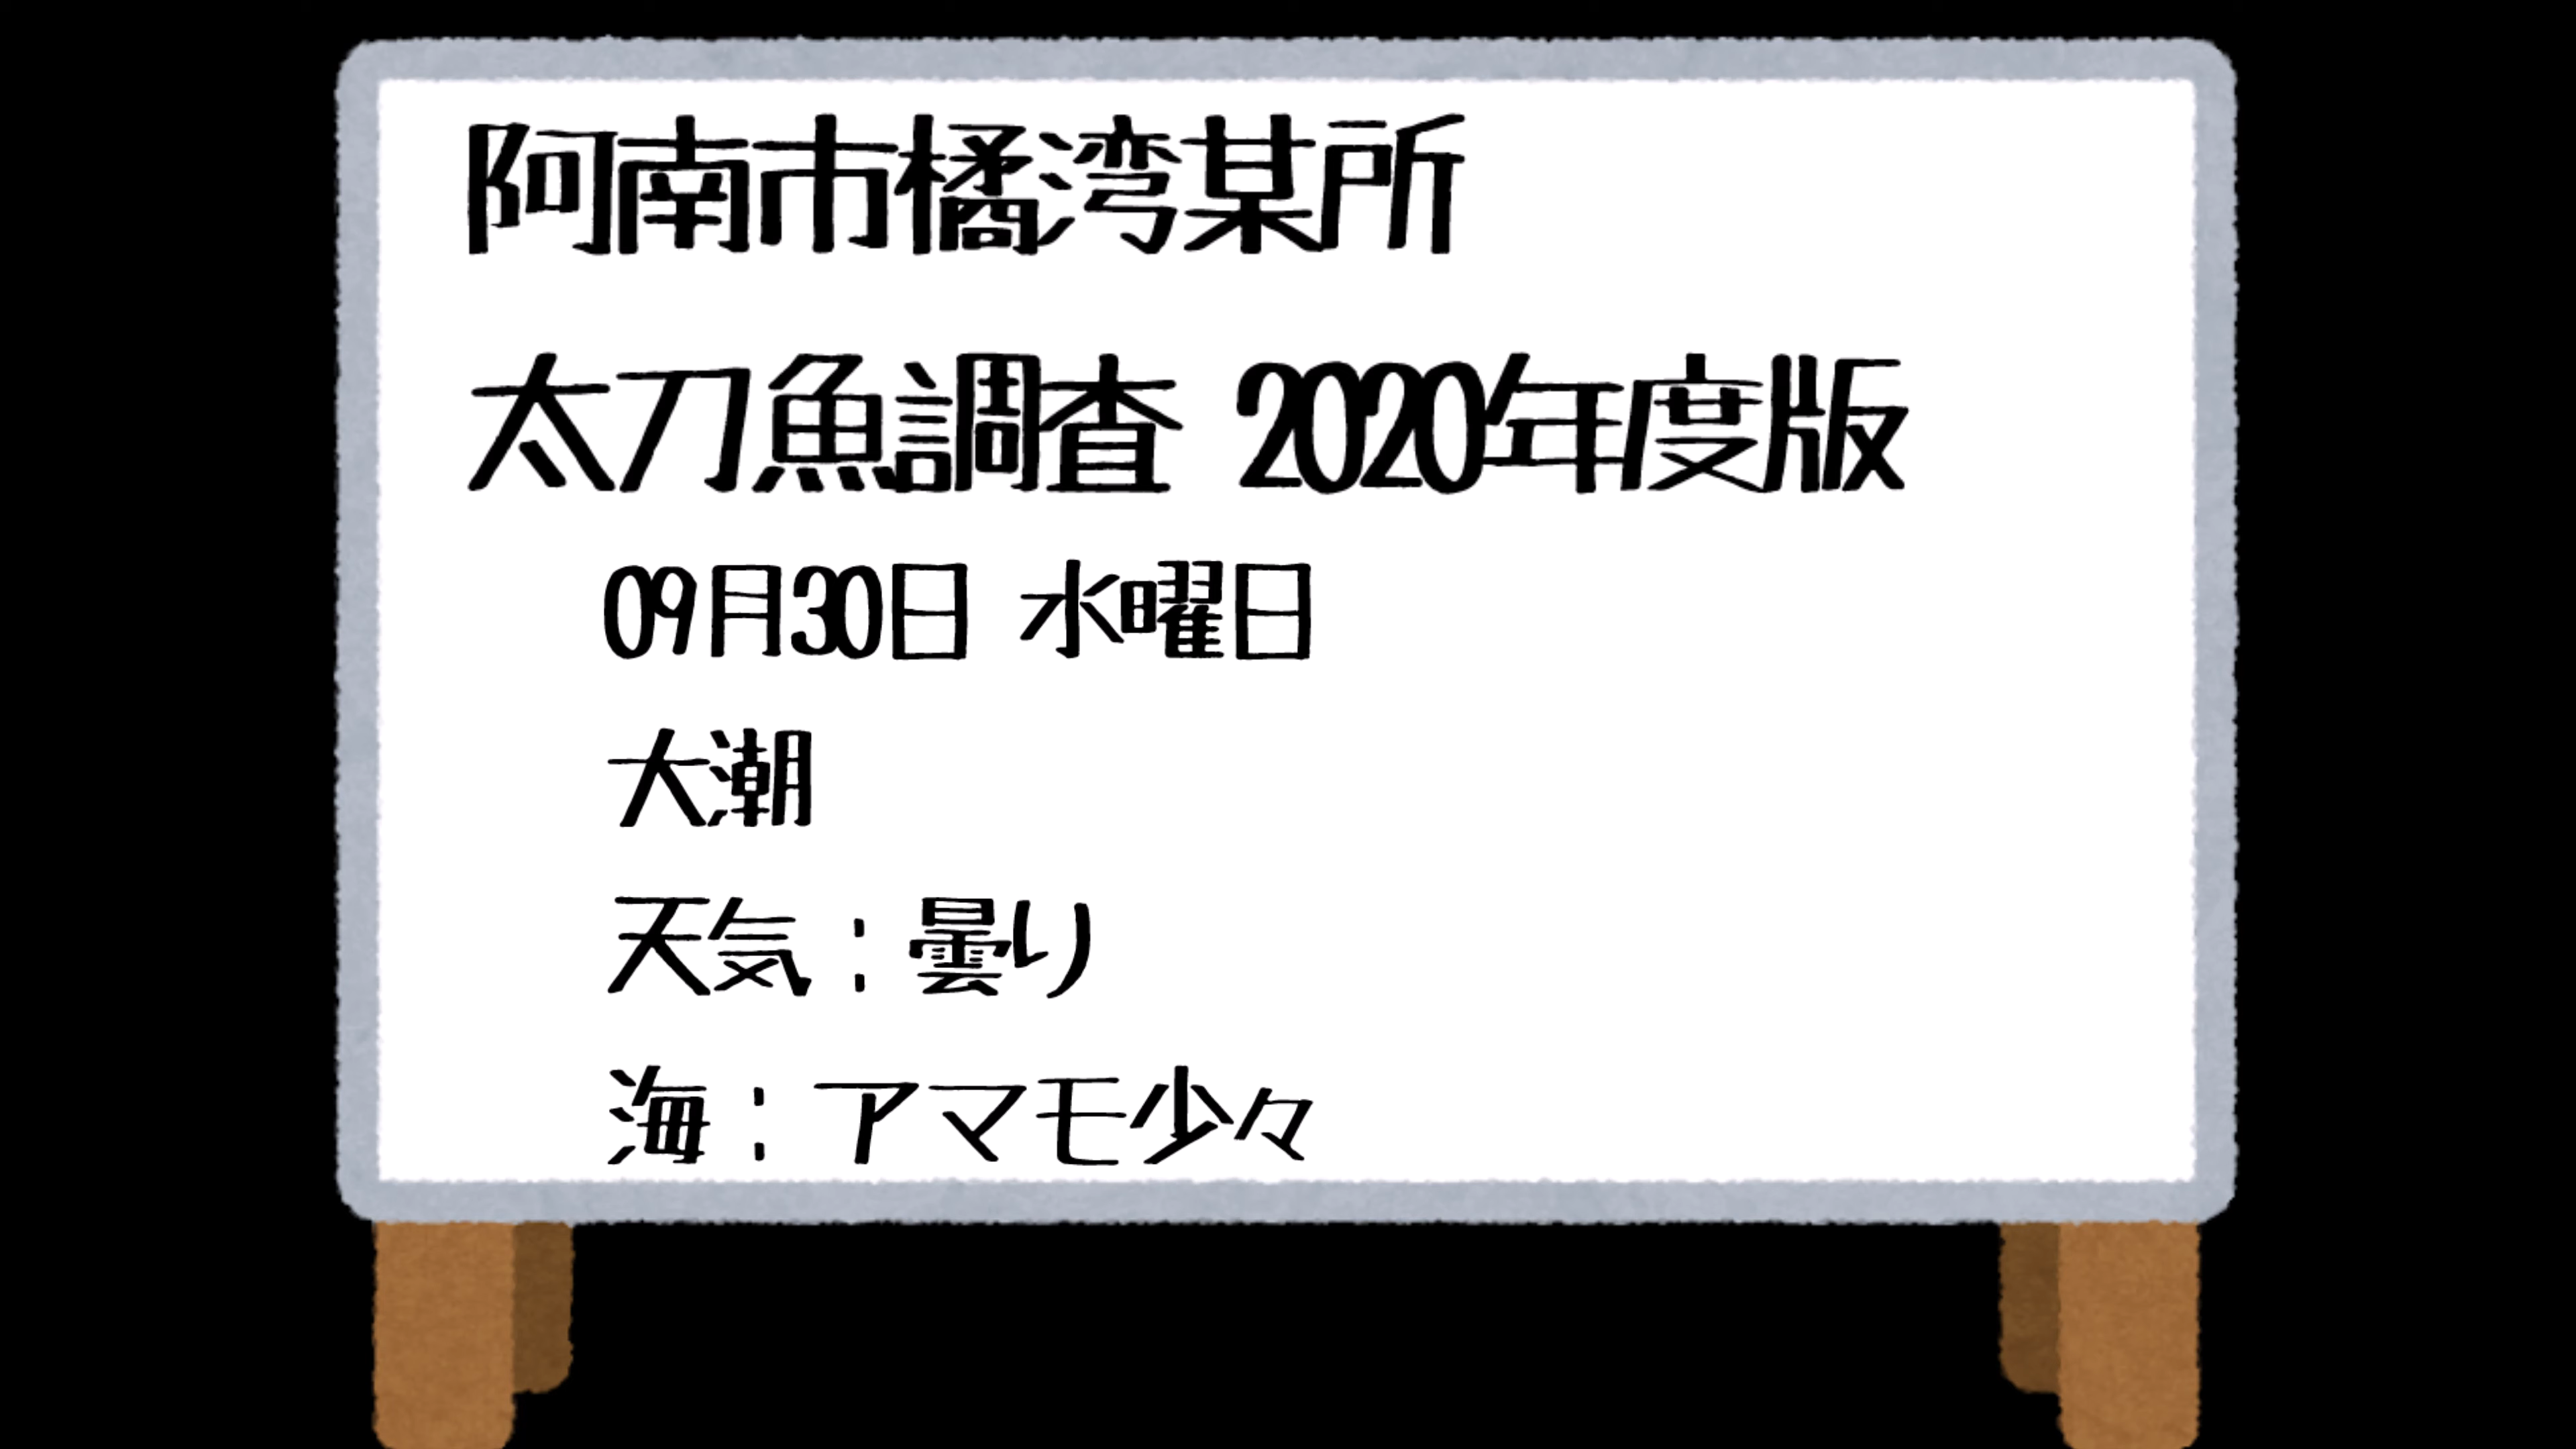 阿南市橘湾某所
太刀魚調査 2020年度版
09月30日 水曜日
大潮
天気：曇り
海：アマモ少々